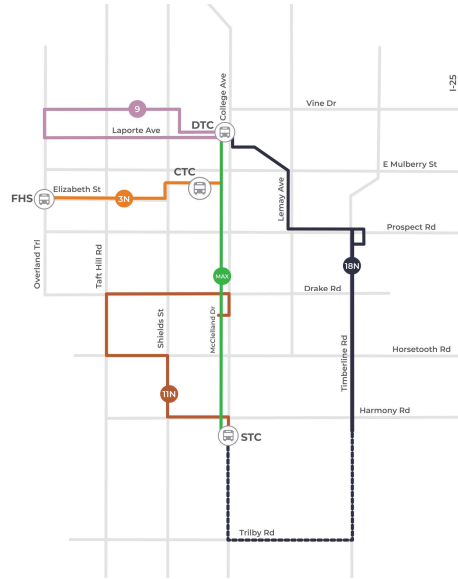 I-25
College Ave
9
Vine Dr
DTC
Laporte Ave
E Mulberry St
CTC
FHS
Elizabeth St
3N
Lemay Ave
Prospect Rd
Overland Trl
Taft Hill Rd
MAX
18N
Drake Rd
Shields St
McClelland Dr
Timberline Rd
Horsetooth Rd
11N
Harmony Rd
STC
Trilby Rd